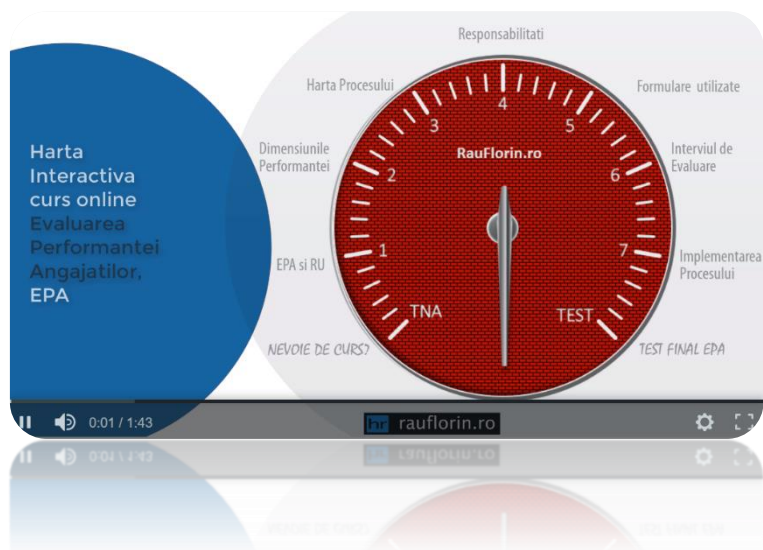 Harta
Interactiva
curs online
Evaluarea
Performantei
Angajatilor,
EPA
Responsabilitati
Harta Procesului
Formulare utilizate
Dimensiunile
Performantei
Interviul de
Evaluare
EPA si RU
Implementarea
Procesului
NEVOIE DE CURS?
TEST FINAL EPA
RauFlorin.ro
TNA
1
2
3
4
5
6
7
TEST
0:01 / 1:43
hr rauflorin.ro